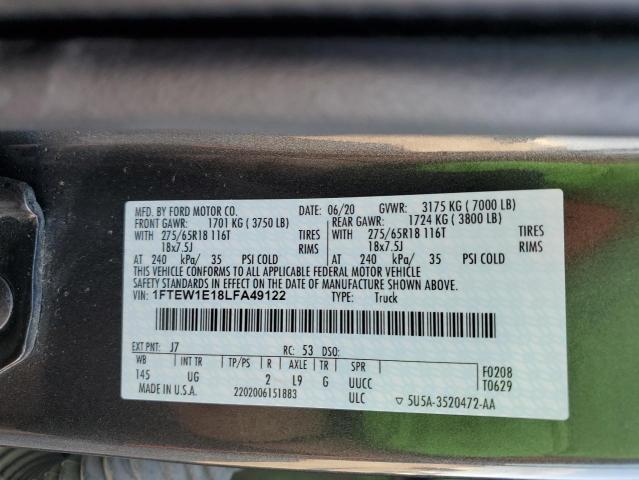 MFD. BY FORD MOTOR CO. 06/20 GVWR: 3175 KG ( 7000 LB)
FRONT GAWR: 1701 KG ( 3750 LB) REAR GAWR: 1724 KG ( 3800 LB)
WITH 275/65R18 116T TIRES WITH 275/65R18 116T TIRES
18x7.5J RIMS 18x7.5J RIMS
AT 240 kPa/ 35 PSI COLD AT 240 kPa/ 35 PSI COLD
THIS VEHICLE CONFORMS TO ALL APPLICABLE FEDERAL MOTOR VEHICLE
SAFETY STANDARDS IN EFFECT ON THE DATE OF MANUFACTURE SHOWN ABOVE.
VIN: 1FTEW1E18LFA49122 TYPE: Truck
EXT PNT: J7 RC: 53 DSO:
WB INT TR TP/PS R AXLE TR SPR F0208
145 UG 2 L9 G UUCC T0629
MADE IN U.S.A. 2202006151883 ULC ▽ 5U5A-3520472-AA